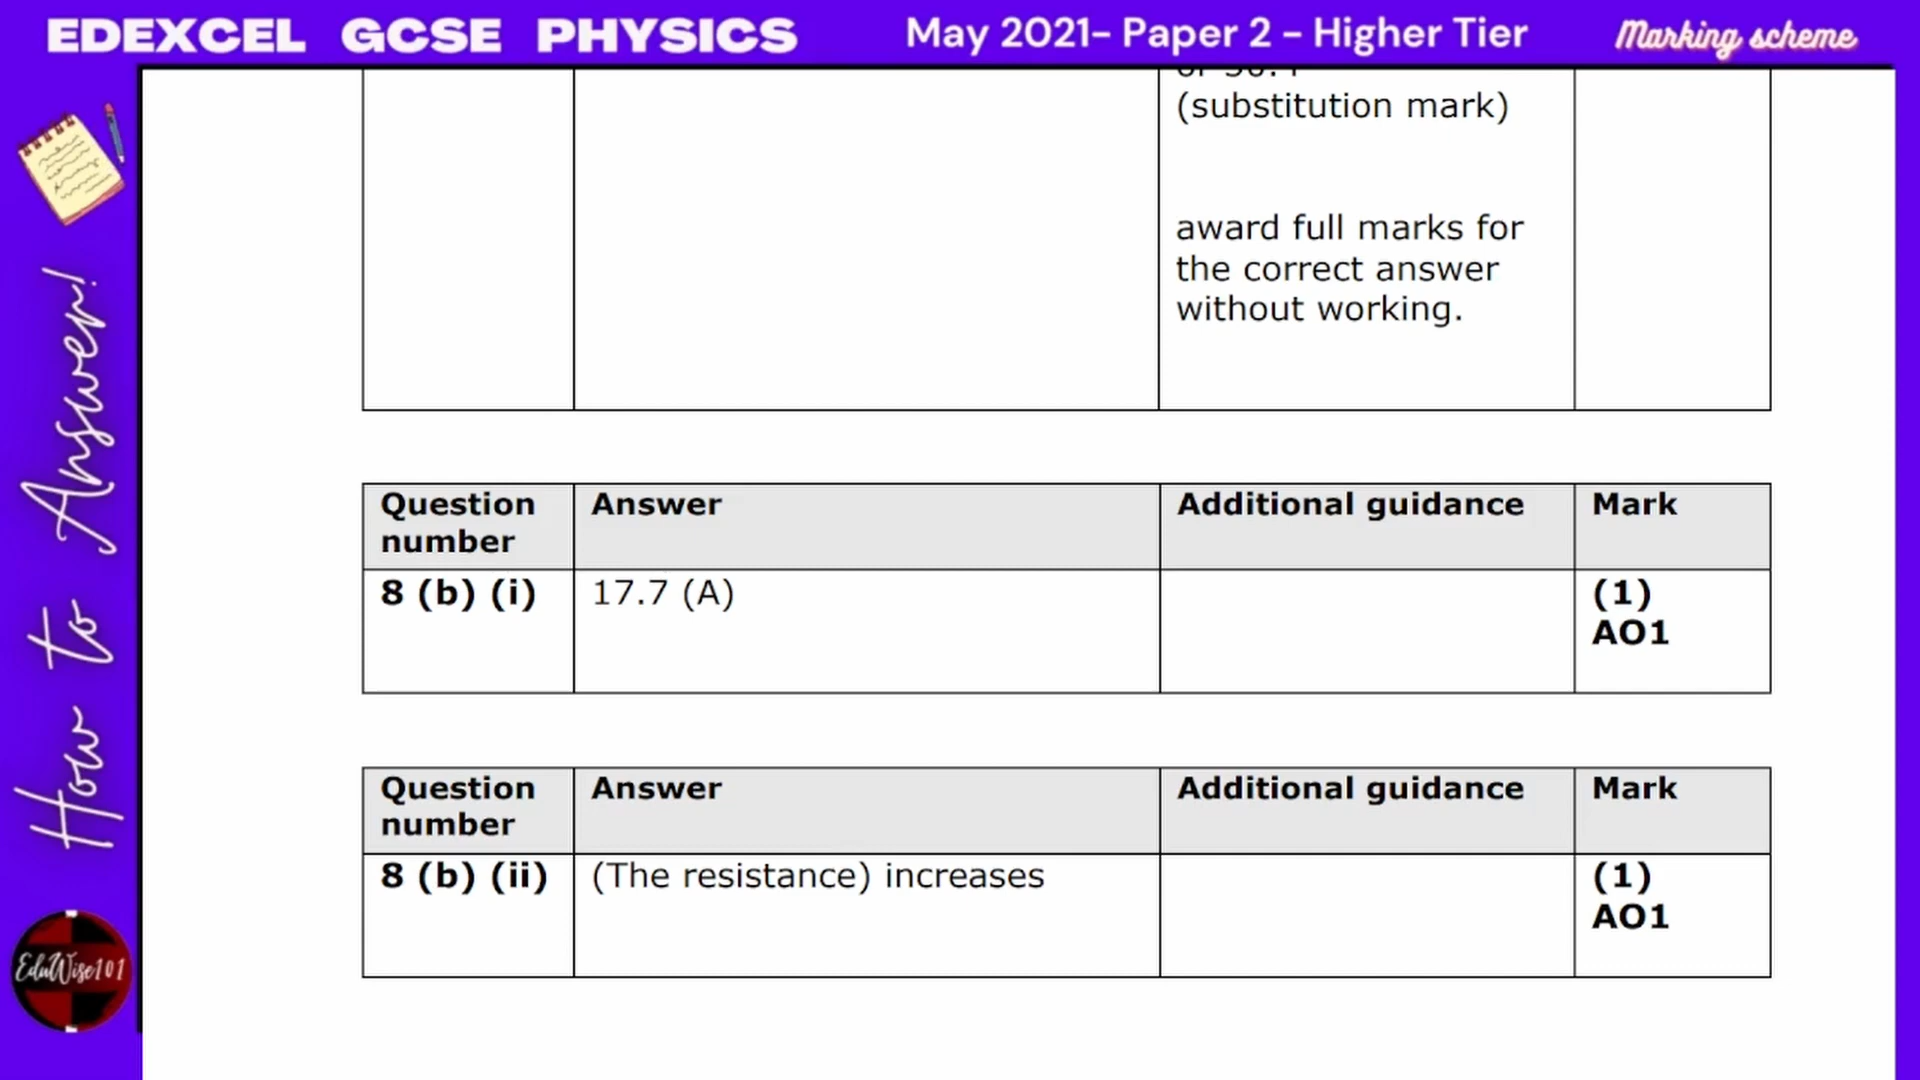 EDEXCEL GCSE PHYSICS May 2021- Paper 2 - Higher Tier Marking scheme
How to Answer!
(substitution mark)
award full marks for
the correct answer
without working.
Question number Answer Additional guidance Mark
8 (b) (i) 17.7 (A) (1)
AO1
Question number Answer Additional guidance Mark
8 (b) (ii) (The resistance) increases (1)
AO1
EduWise101